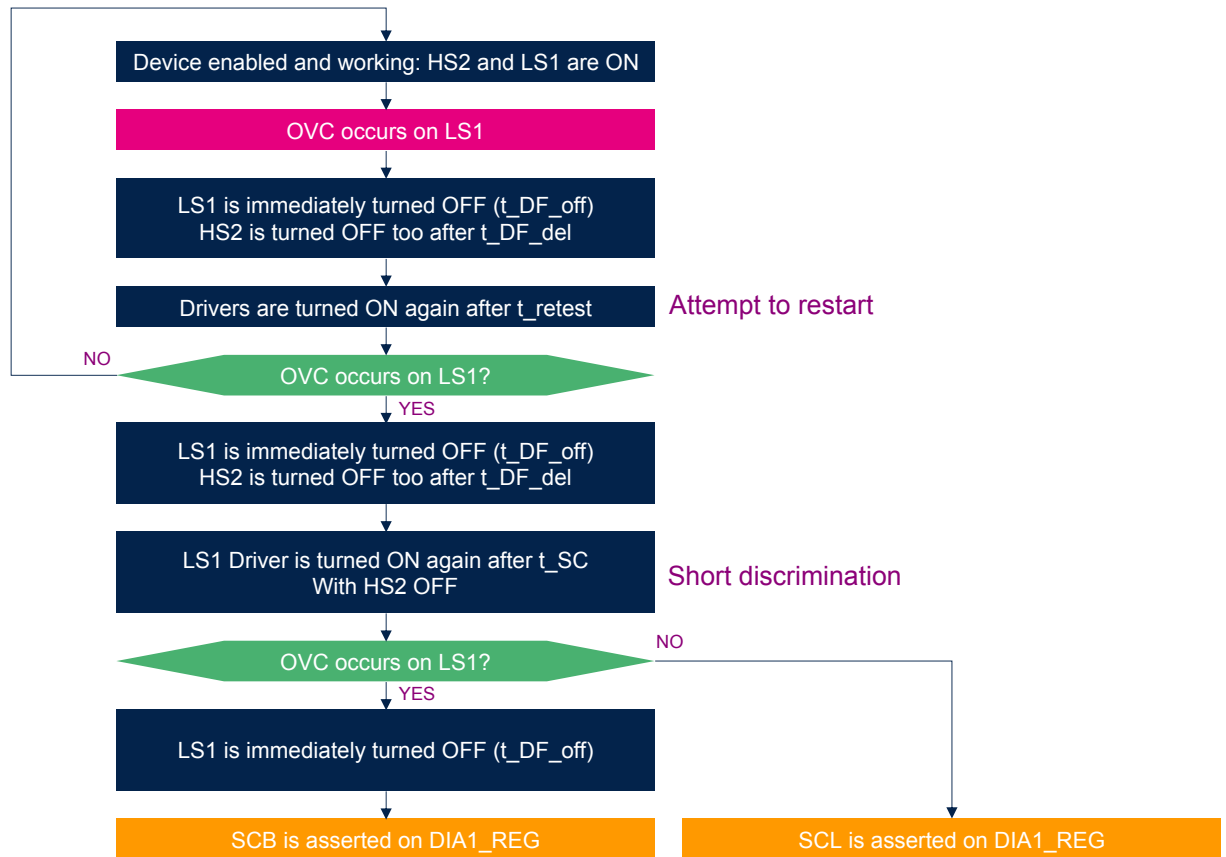 Device enabled and working: HS2 and LS1 are ON
OVC occurs on LS1
LS1 is immediately turned OFF (t_DF_off)
HS2 is turned OFF too after t_DF_del
Drivers are turned ON again after t_retest
Attempt to restart
NO
OVC occurs on LS1?
YES
LS1 is immediately turned OFF (t_DF_off)
HS2 is turned OFF too after t_DF_del
LS1 Driver is turned ON again after t_SC
With HS2 OFF
Short discrimination
OVC occurs on LS1?
NO
YES
LS1 is immediately turned OFF (t_DF_off)
SCB is asserted on DIA1_REG
SCL is asserted on DIA1_REG